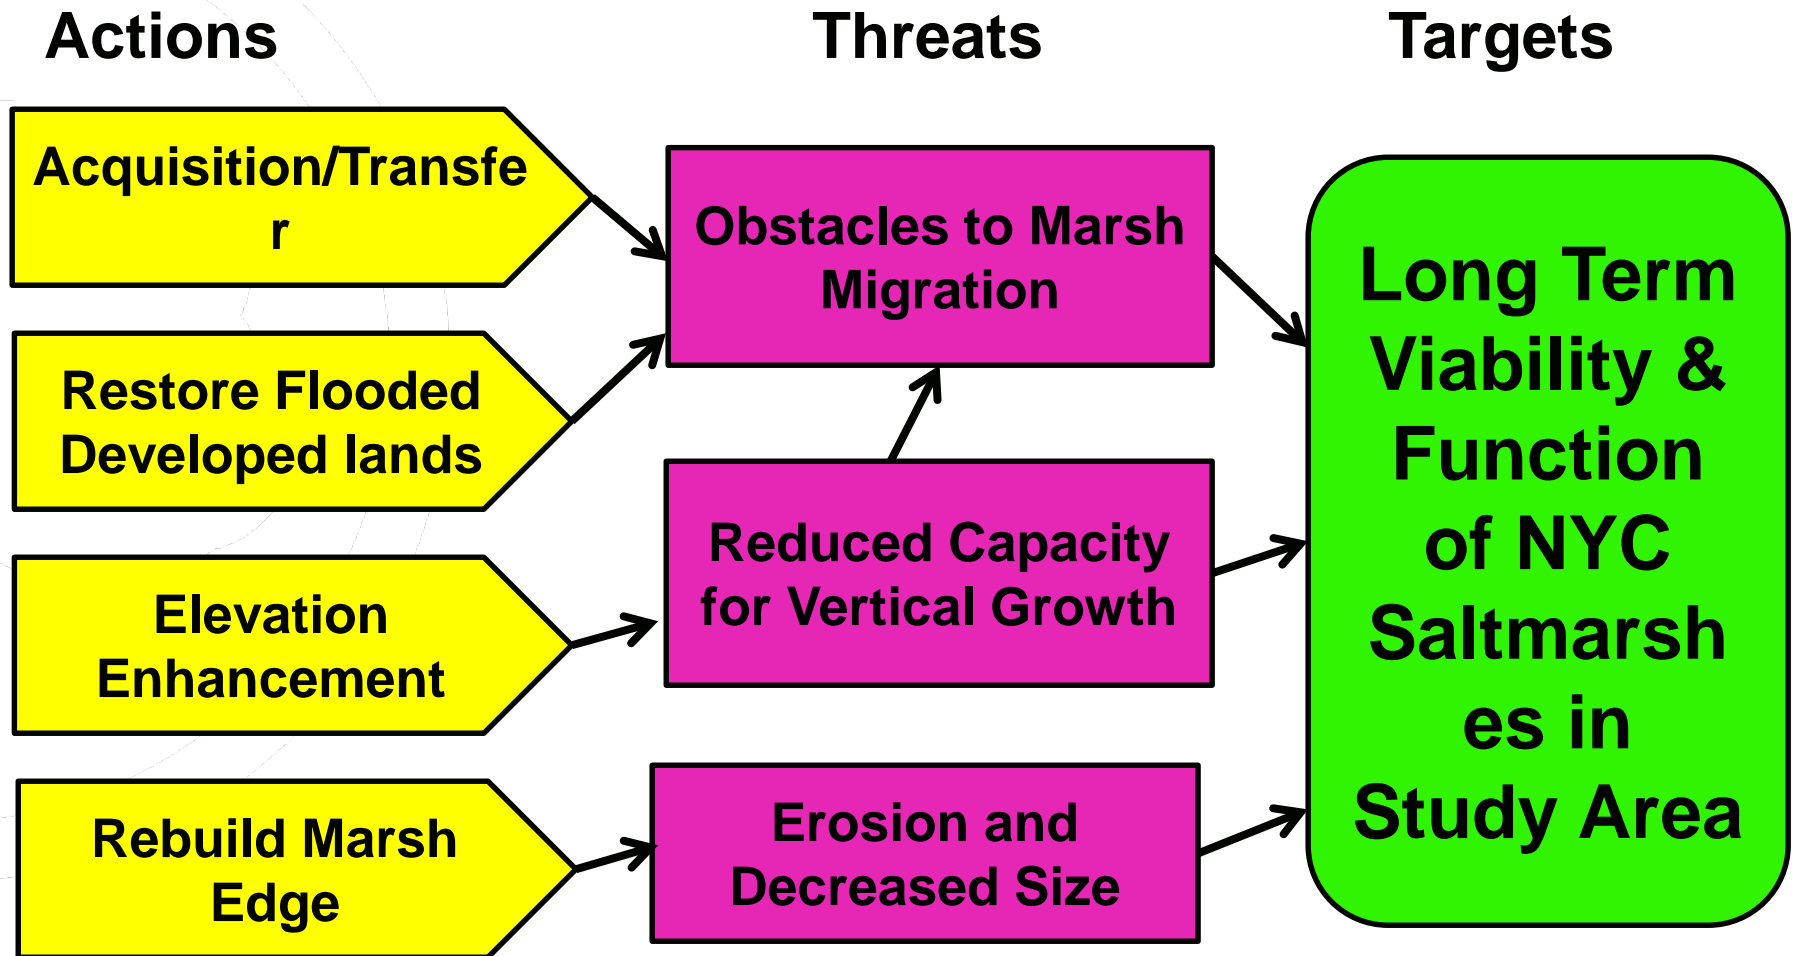 Actions
Threats
Targets
Acquisition/Transfe
r
Restore Flooded
Developed lands
Elevation
Enhancement
Rebuild Marsh
Edge
Obstacles to Marsh
Migration
Reduced Capacity
for Vertical Growth
Erosion and
Decreased Size
Long Term
Viability &
Function
of NYC
Saltmarsh
es in
Study Area